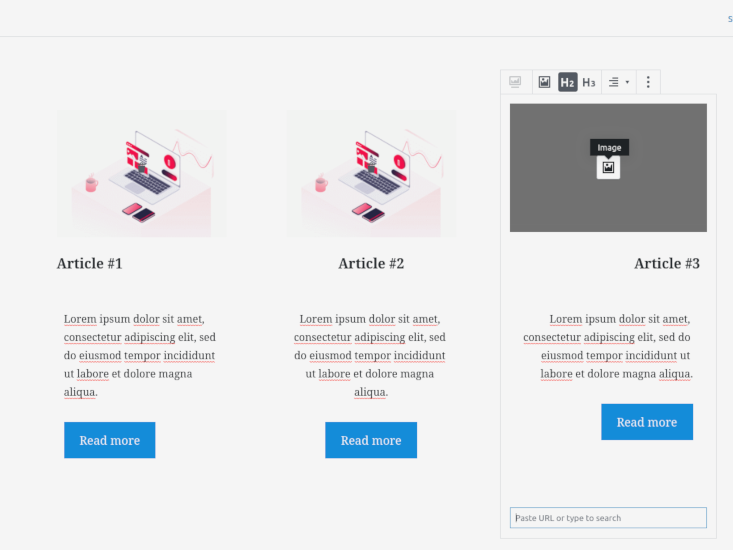 S
H2 H3
Image
Article #1
Lorem ipsum dolor sit amet,
consectetur adipiscing elit, sed
do eiusmod tempor incididunt
ut labore et dolore magna
aliqua.
Read more
Article #2
Lorem ipsum dolor sit amet,
consectetur adipiscing elit, sed
do eiusmod tempor incididunt
ut labore et dolore magna
aliqua.
Read more
Article #3
Lorem ipsum dolor sit amet,
consectetur adipiscing elit, sed do
eiusmod tempor incididunt ut
labore et dolore magna aliqua.
Read more
Paste URL or type to search